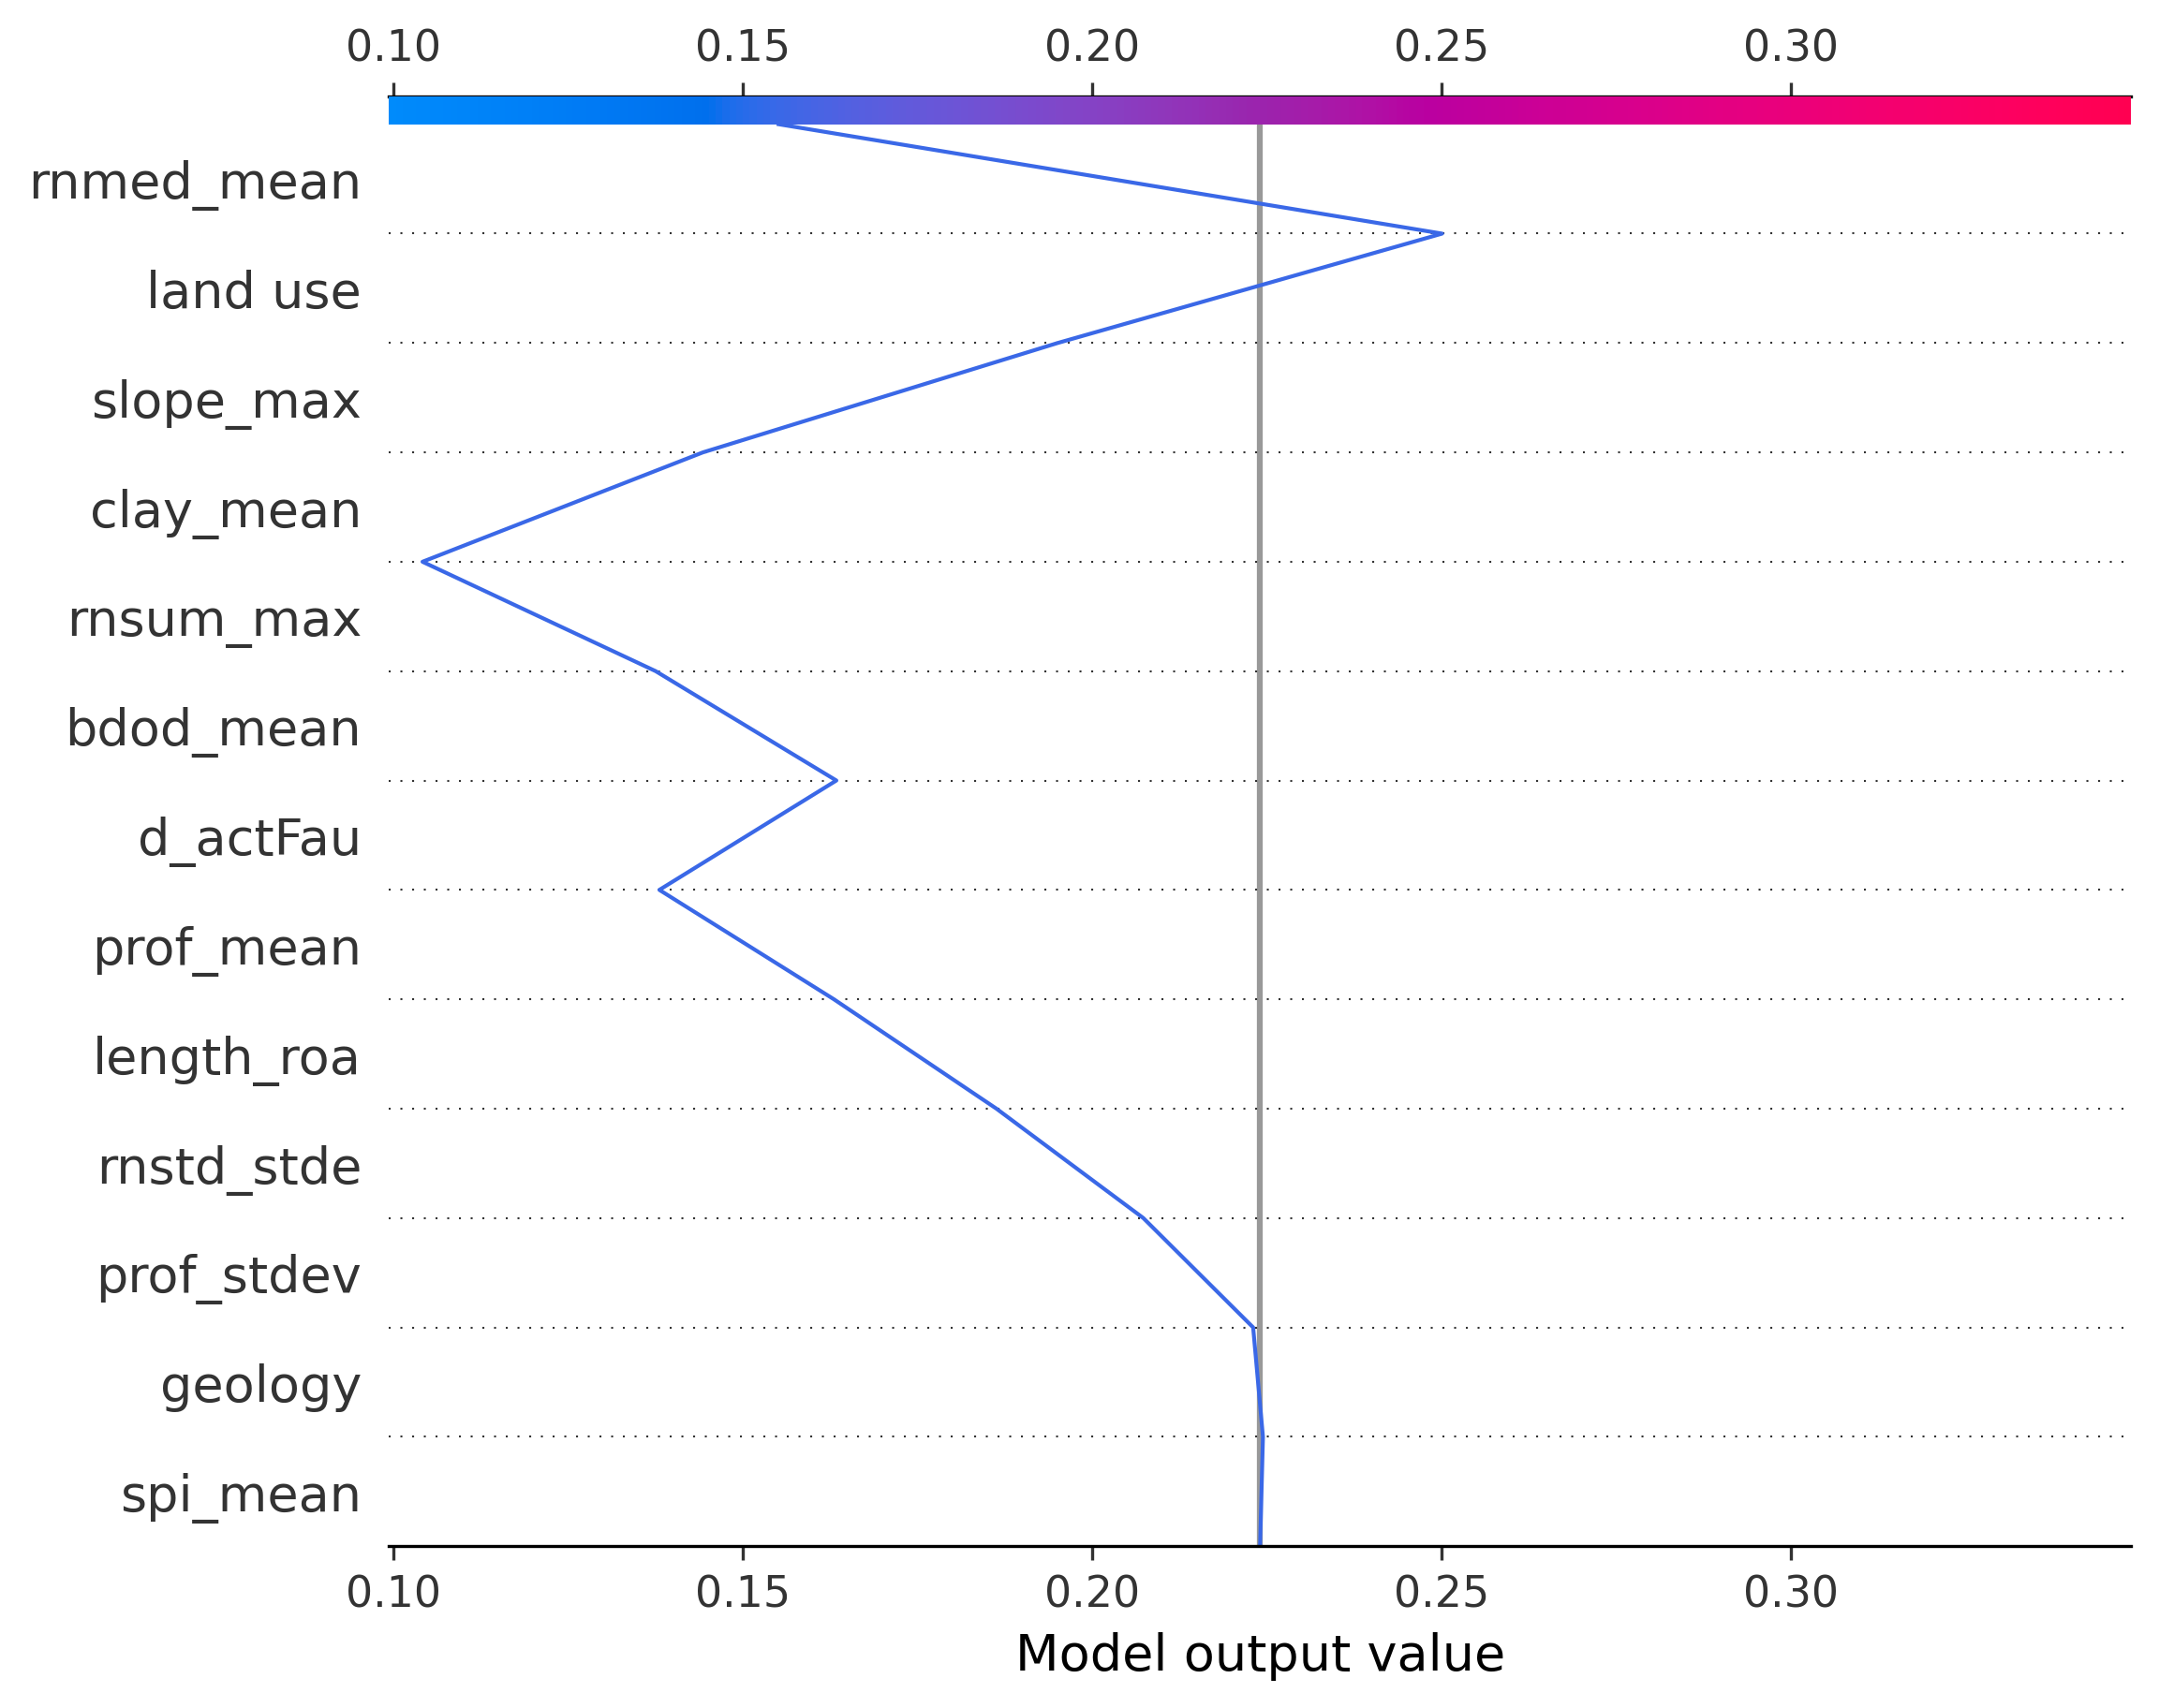 0.10 0.15 0.20 0.25 0.30
rnmed_mean
land use
slope_max
clay_mean
rnsum_max
bdod_mean
d_actFau
prof_mean
length_roa
rnstd_stde
prof_stdev
geology
spi_mean
0.10 0.15 0.20 0.25 0.30
Model output value